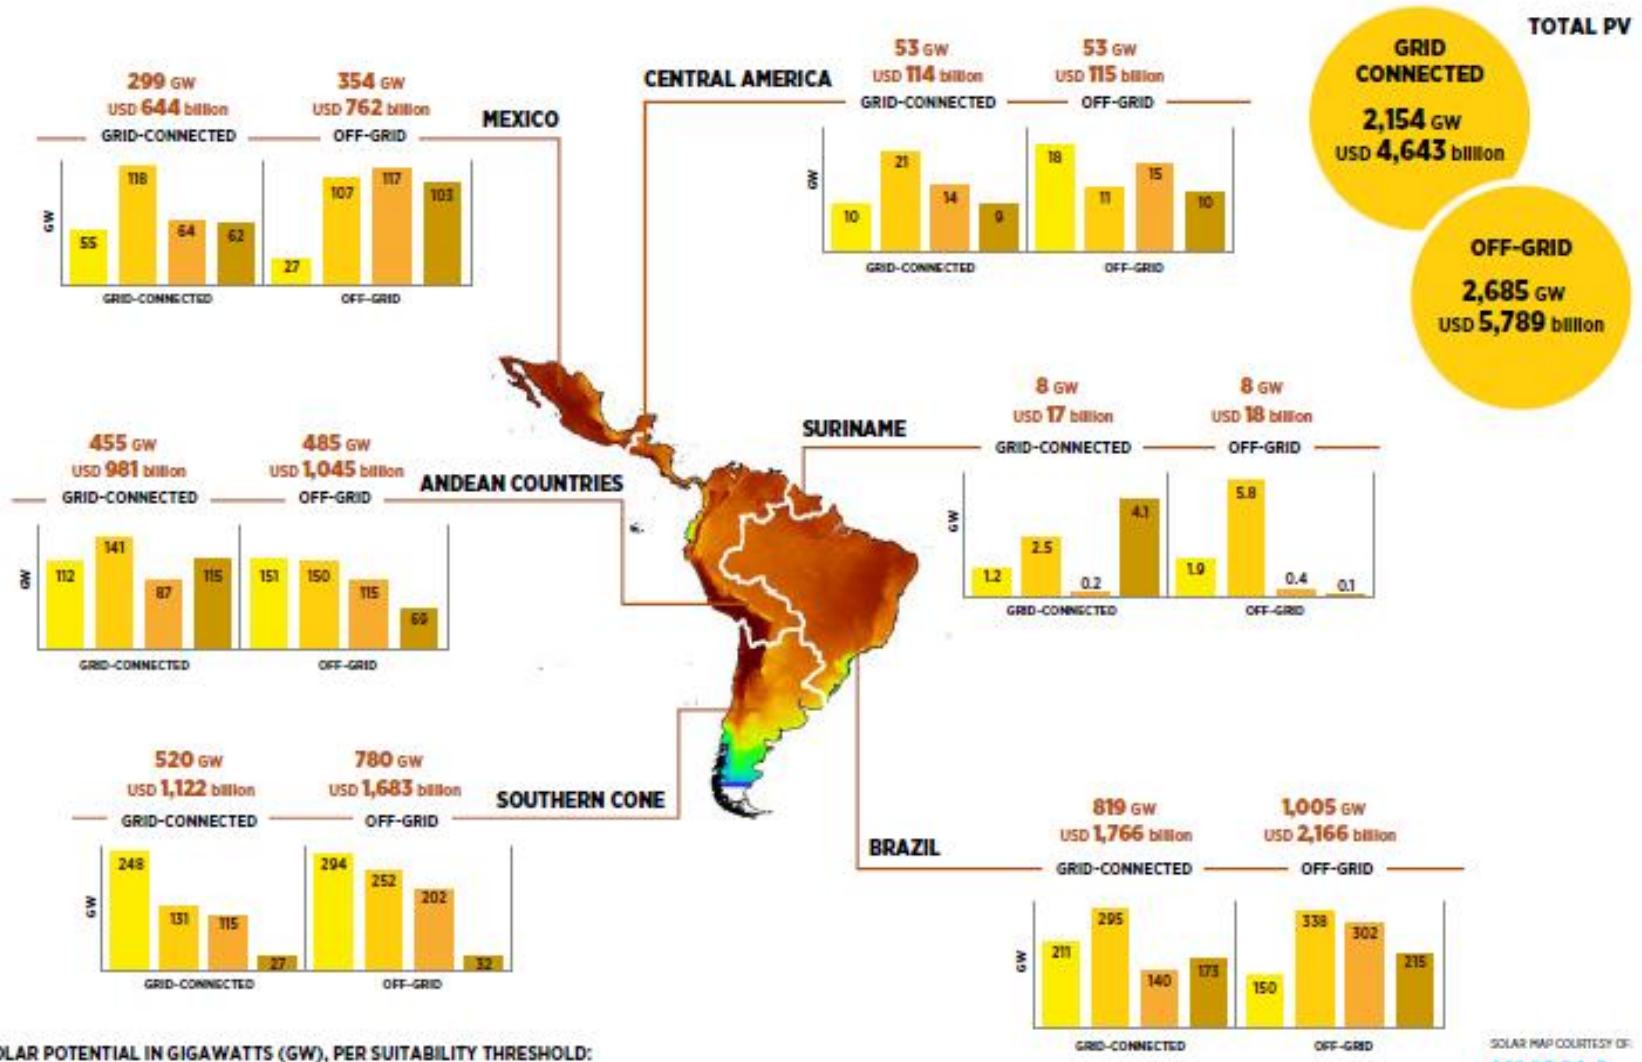 TOTAL PV
GRID
CONNECTED
2,154 GW
USD 4,643 billion
OFF-GRID
2,685 GW
USD 5,789 billion
299 GW
USD 644 billion
GRID-CONNECTED
354 GW
USD 762 billion
OFF-GRID
MEXICO
GW
55
118
64
62
27
107
117
103
GRID-CONNECTED
OFF-GRID
CENTRAL AMERICA
53 GW
USD 114 billion
GRID-CONNECTED
53 GW
USD 115 billion
OFF-GRID
GW
10
21
14
9
18
11
15
10
GRID-CONNECTED
OFF-GRID
455 GW
USD 981 billion
GRID-CONNECTED
485 GW
USD 1,045 billion
OFF-GRID
ANDEAN COUNTRIES
GW
112
141
87
115
151
150
115
69
GRID-CONNECTED
OFF-GRID
SURINAME
8 GW
USD 17 billion
GRID-CONNECTED
8 GW
USD 18 billion
OFF-GRID
GW
1.2
2.5
0.2
4.1
1.9
5.8
0.4
0.1
GRID-CONNECTED
OFF-GRID
520 GW
USD 1,122 billion
GRID-CONNECTED
780 GW
USD 1,683 billion
OFF-GRID
SOUTHERN CONE
GW
248
131
115
27
294
252
202
32
GRID-CONNECTED
OFF-GRID
BRAZIL
819 GW
USD 1,766 billion
GRID-CONNECTED
1,005 GW
USD 2,166 billion
OFF-GRID
GW
211
295
140
173
150
338
302
215
GRID-CONNECTED
OFF-GRID
OLAR POTENTIAL IN GIGAWATTS (GW), PER SUITABILITY THRESHOLD:
SOLAR MAP COURTESY OF: